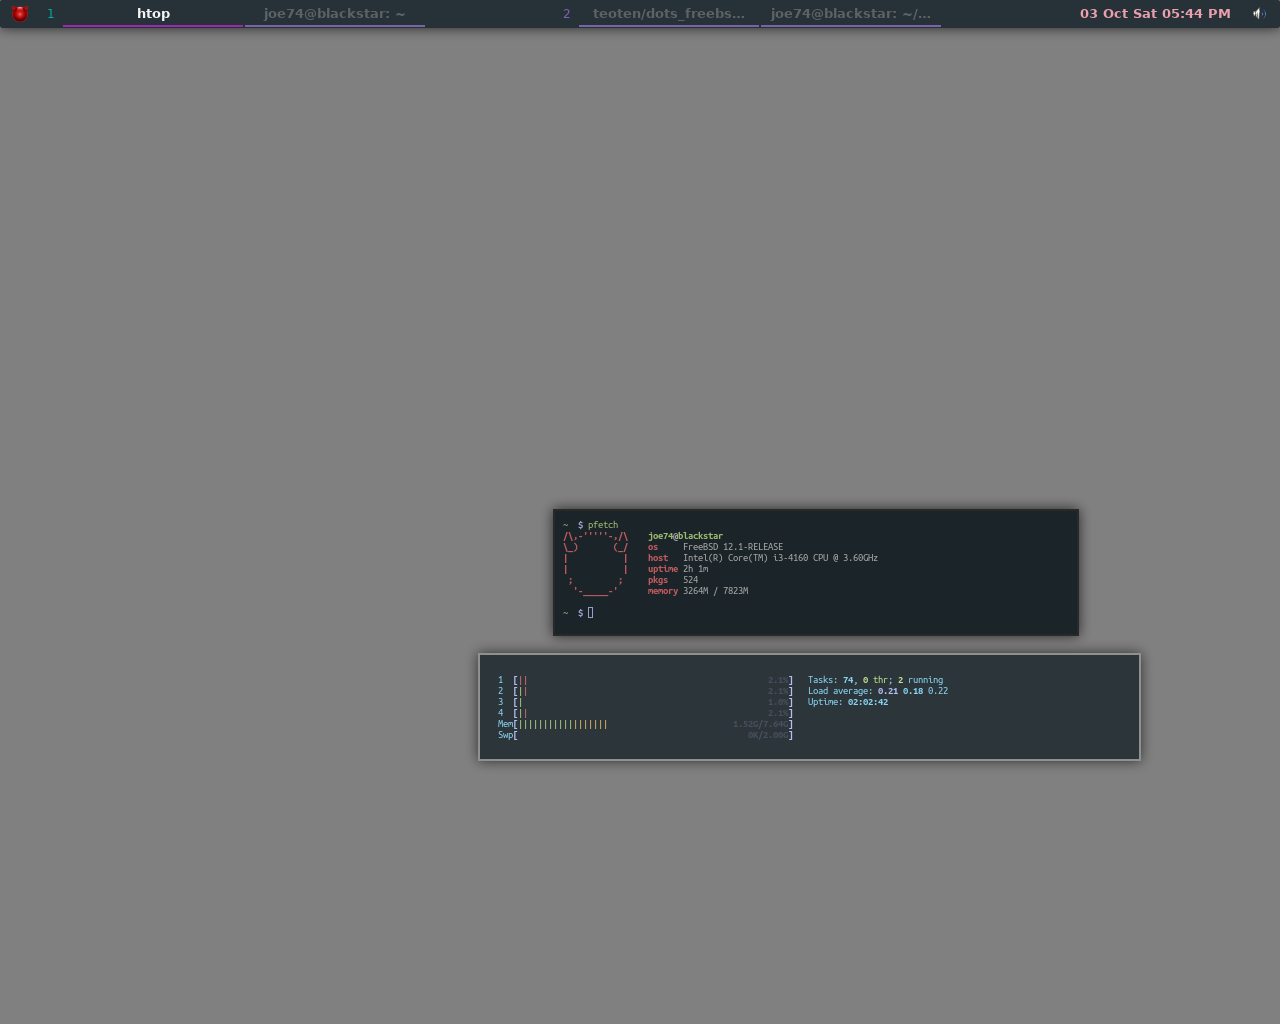 1 htop joe74@blackstar: ~ 2 teoten/dots_freebs... joe74@blackstar: ~/... 03 Oct Sat 05:44 PM
~ $ pfetch
/\,-'''''-,/\ joe74@blackstar
\_) (_/ os FreeBSD 12.1-RELEASE
| | host Intel(R) Core(TM) i3-4160 CPU @ 3.60GHz
| | uptime 2h 1m
; ; pkgs 524
'-_____-' memory 3264M / 7823M
~ $
1 [|| 2.1%] Tasks: 74, 0 thr; 2 running
2 [|| 2.1%] Load average: 0.21 0.18 0.22
3 [| 1.0%] Uptime: 02:02:42
4 [|| 2.1%]
Mem[|||||||||||||||||| 1.52G/7.64G]
Swp[ 0K/2.00G]